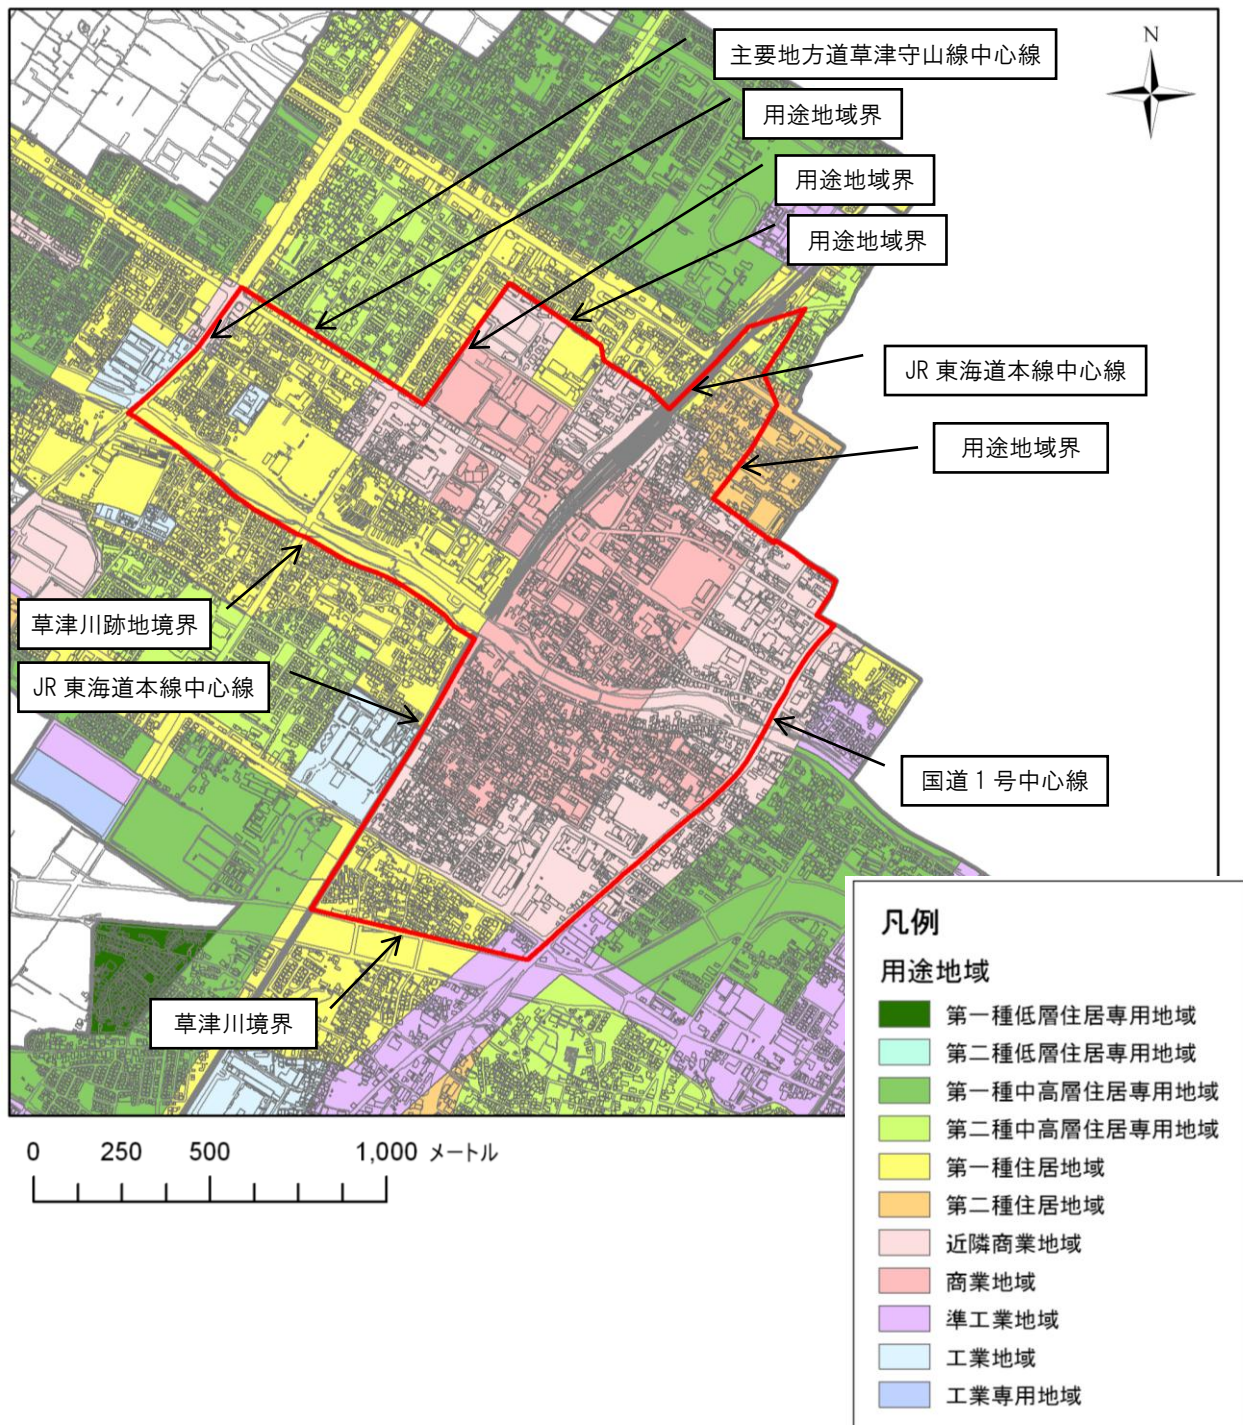 主要地方道草津守山線中心線
N
用途地域界
用途地域界
用途地域界
JR 東海道本線中心線
用途地域界
草津川跡地境界
JR 東海道本線中心線
国道1号中心線
草津川境界
凡例
用途地域
第一種低層住居専用地域
第二種低層住居専用地域
第一種中高層住居専用地域
第二種中高層住居専用地域
第一種住居地域
第二種住居地域
近隣商業地域
商業地域
準工業地域
工業地域
工業専用地域
0 250 500 1,000 メートル